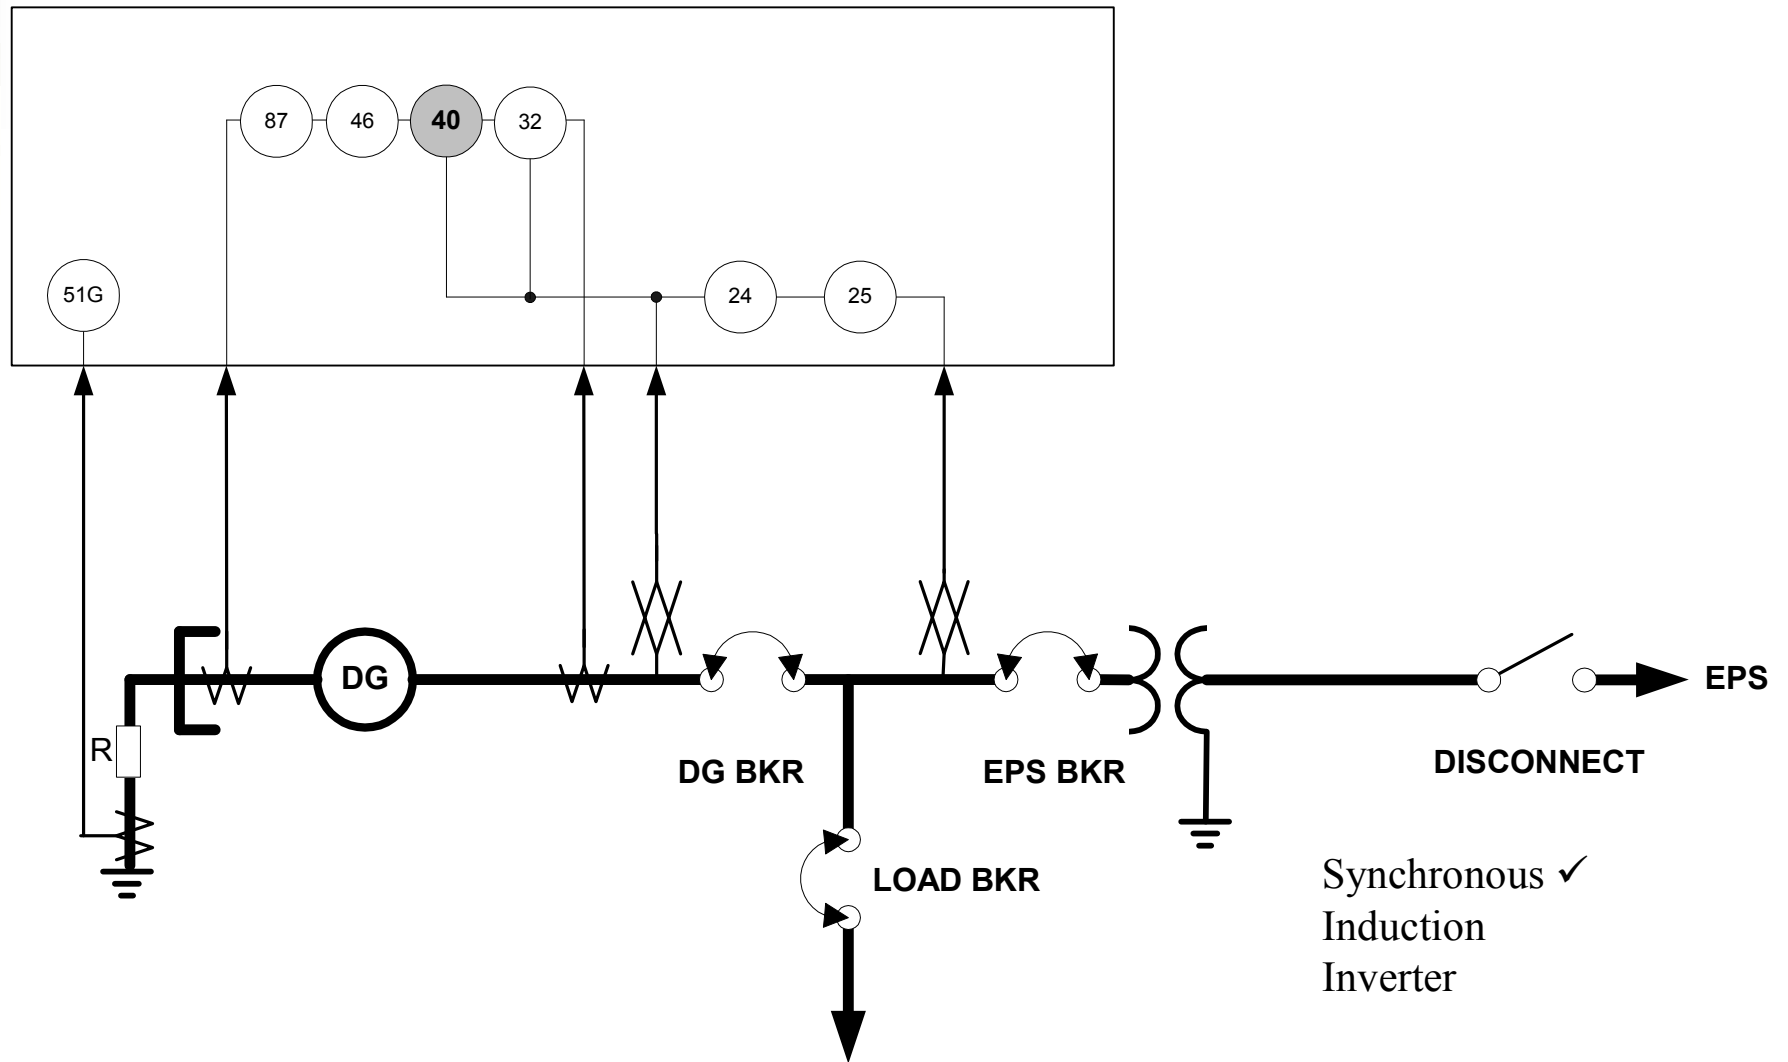 87
46
40
32
51G
24
25
DG
EPS
R
DG BKR
EPS BKR
DISCONNECT
LOAD BKR
Synchronous ✓
Induction
Inverter